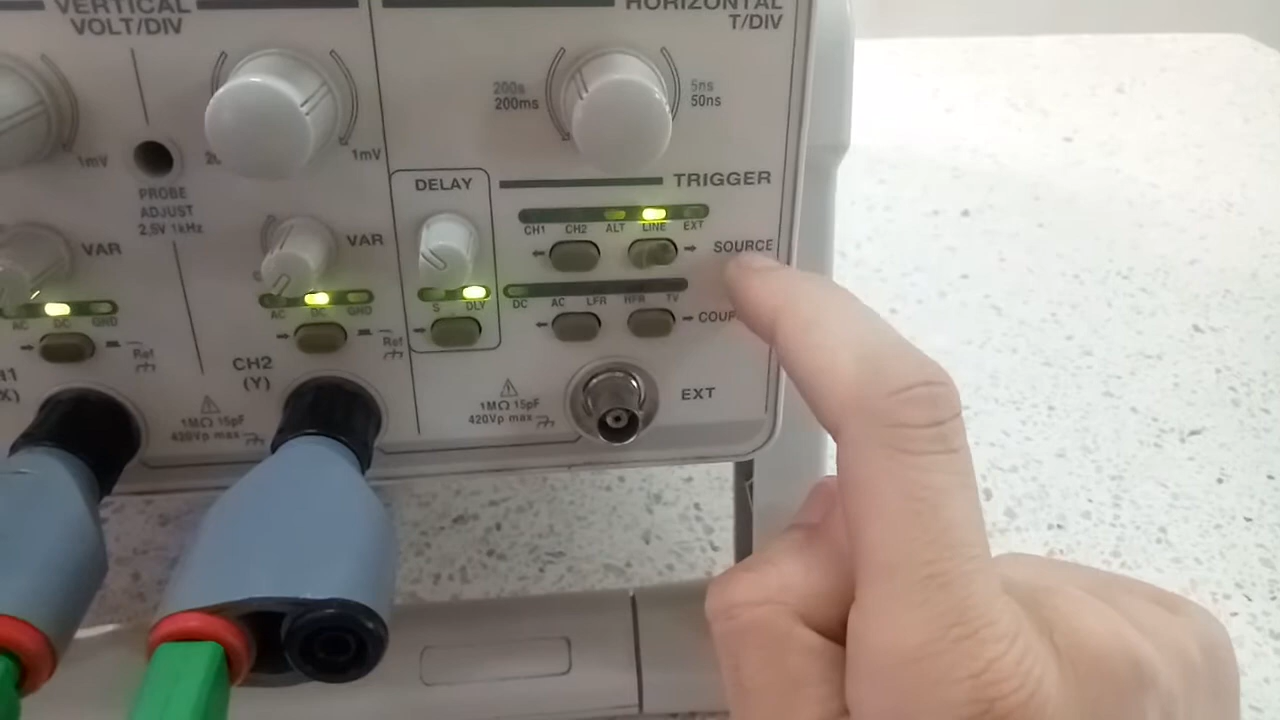 VERTICAL
VOLT/DIV
HORIZONTAL
T/DIV
200s
200ms
5ns
50ns
1mV
1mV
PROBE
ADJUST
2,5V 1kHz
DELAY
TRIGGER
CH1 CH2 ALT LINE EXT
VAR
VAR
SOURCE
S DLY
DC AC LFR HFR TV
AC DC GND
AC DC GND
COUP
Ref
Ref
CH2
(Y)
1MΩ 15pF
420Vp max
1MΩ 15pF
420Vp max
EXT